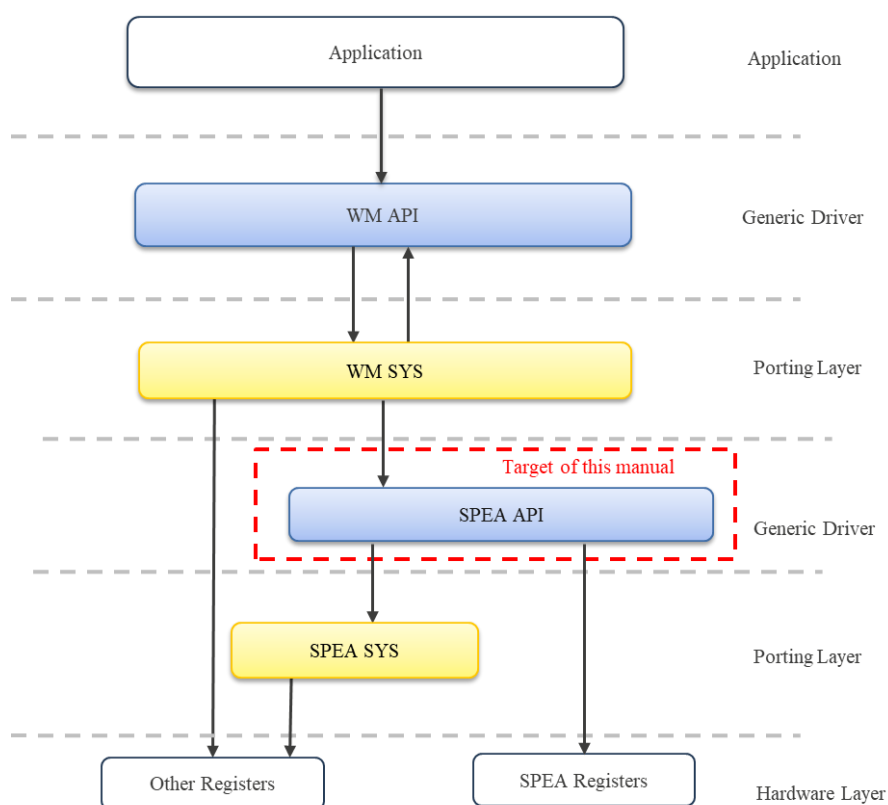 Application
Application
WM API
Generic Driver
WM SYS
Porting Layer
Target of this manual
SPEA API
Generic Driver
SPEA SYS
Porting Layer
Other Registers
SPEA Registers
Hardware Layer